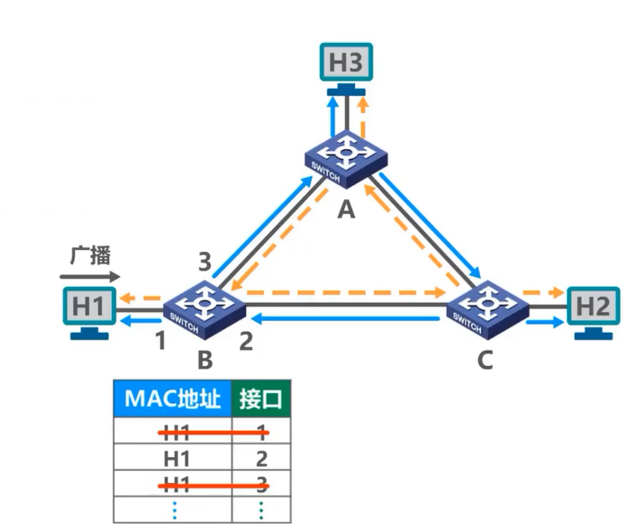 H3
SWITCH
A
广播
3
H1
SWITCH
SWITCH
H2
1
B
2
C
MAC地址 接口
H1 1
H1 2
H1 3
⋮ ⋮